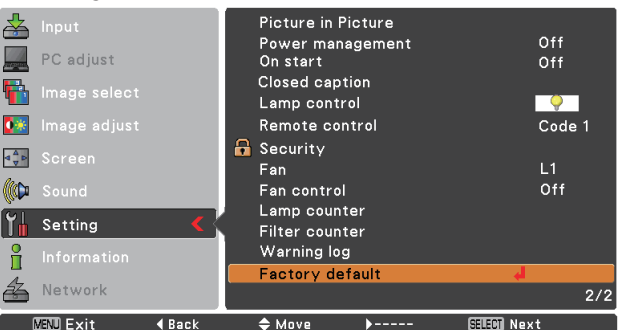 Input
PC adjust
Image select
Image adjust
Screen
Sound
Setting
Information
Network
Picture in Picture
Power management Off
On start Off
Closed caption
Lamp control
Remote control Code 1
Security
Fan L1
Fan control Off
Lamp counter
Filter counter
Warning log
Factory default
2/2
MENU Exit Back Move ----- SELECT Next